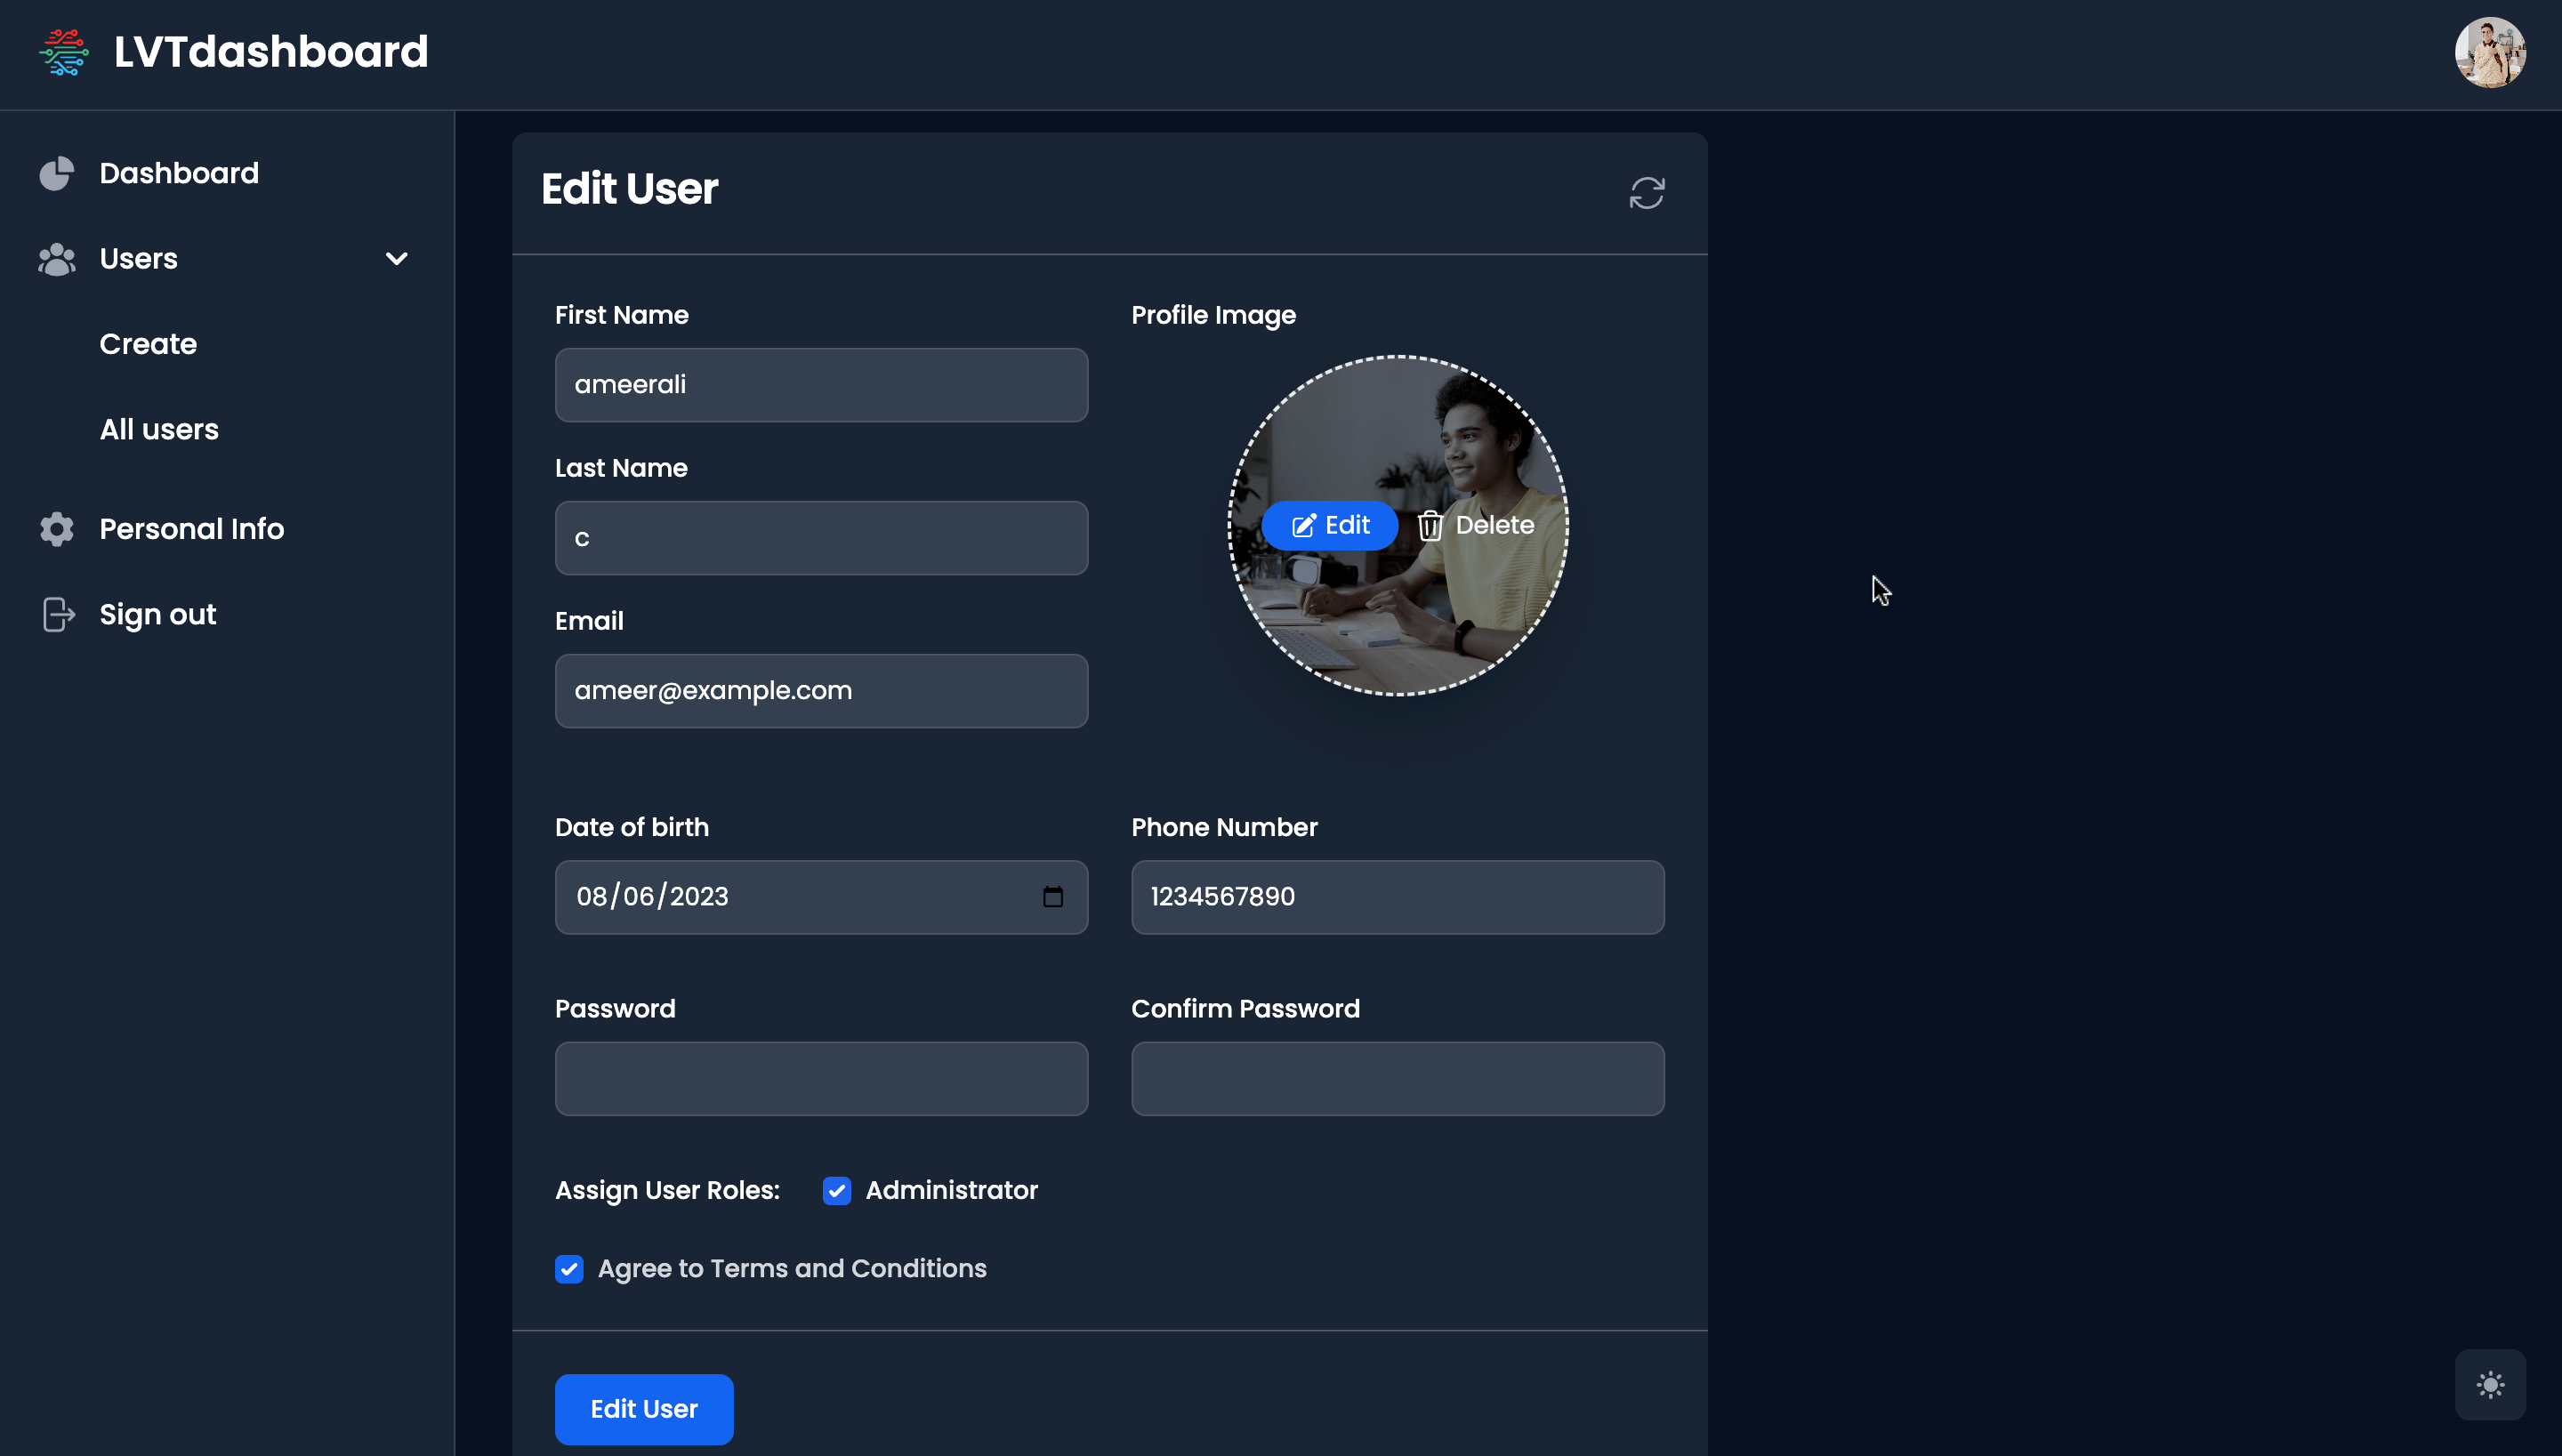 LVTdashboard
Dashboard
Users
Create
All users
Personal Info
Sign out
Edit User
First Name
ameerali
Last Name
c
Email
ameer@example.com
Profile Image
Edit
Delete
Date of birth
08/06/2023
Phone Number
1234567890
Password
Confirm Password
Assign User Roles:
Administrator
Agree to Terms and Conditions
Edit User